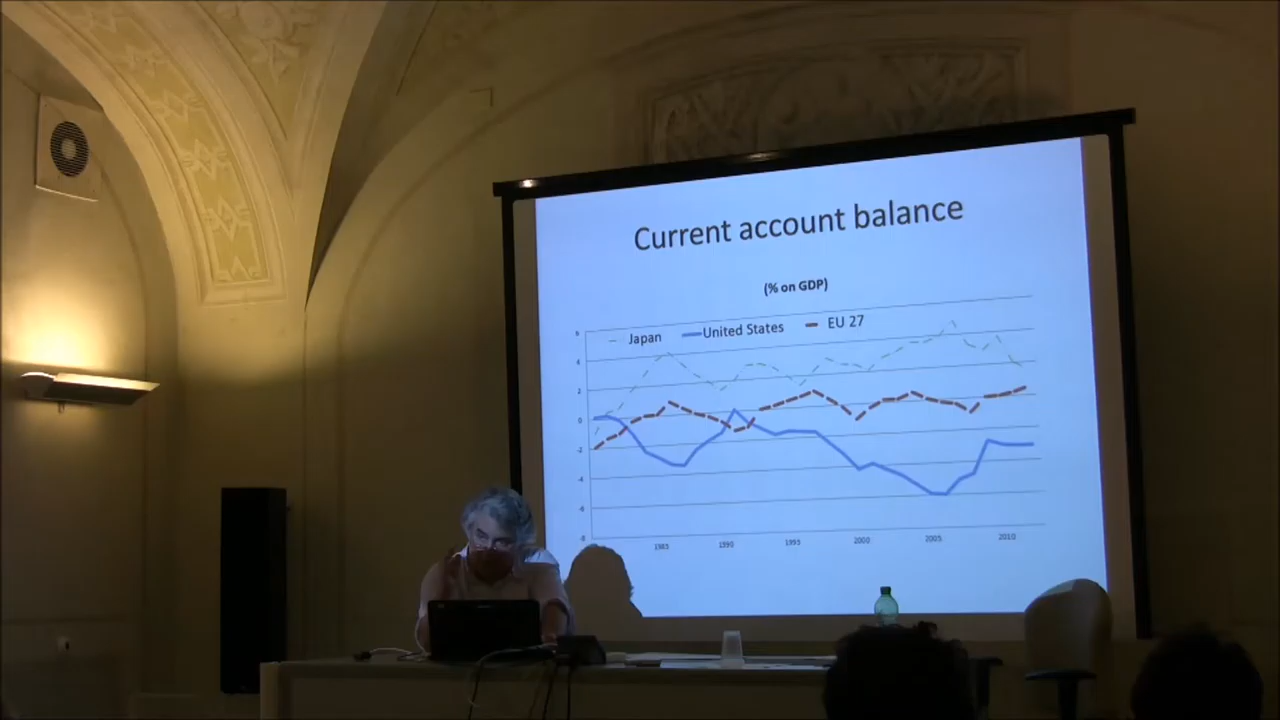 Current account balance
(% on GDP)
Japan United States EU 27
6
4
2
0
-2
-4
-6
-8
1985 1990 1995 2000 2005 2010